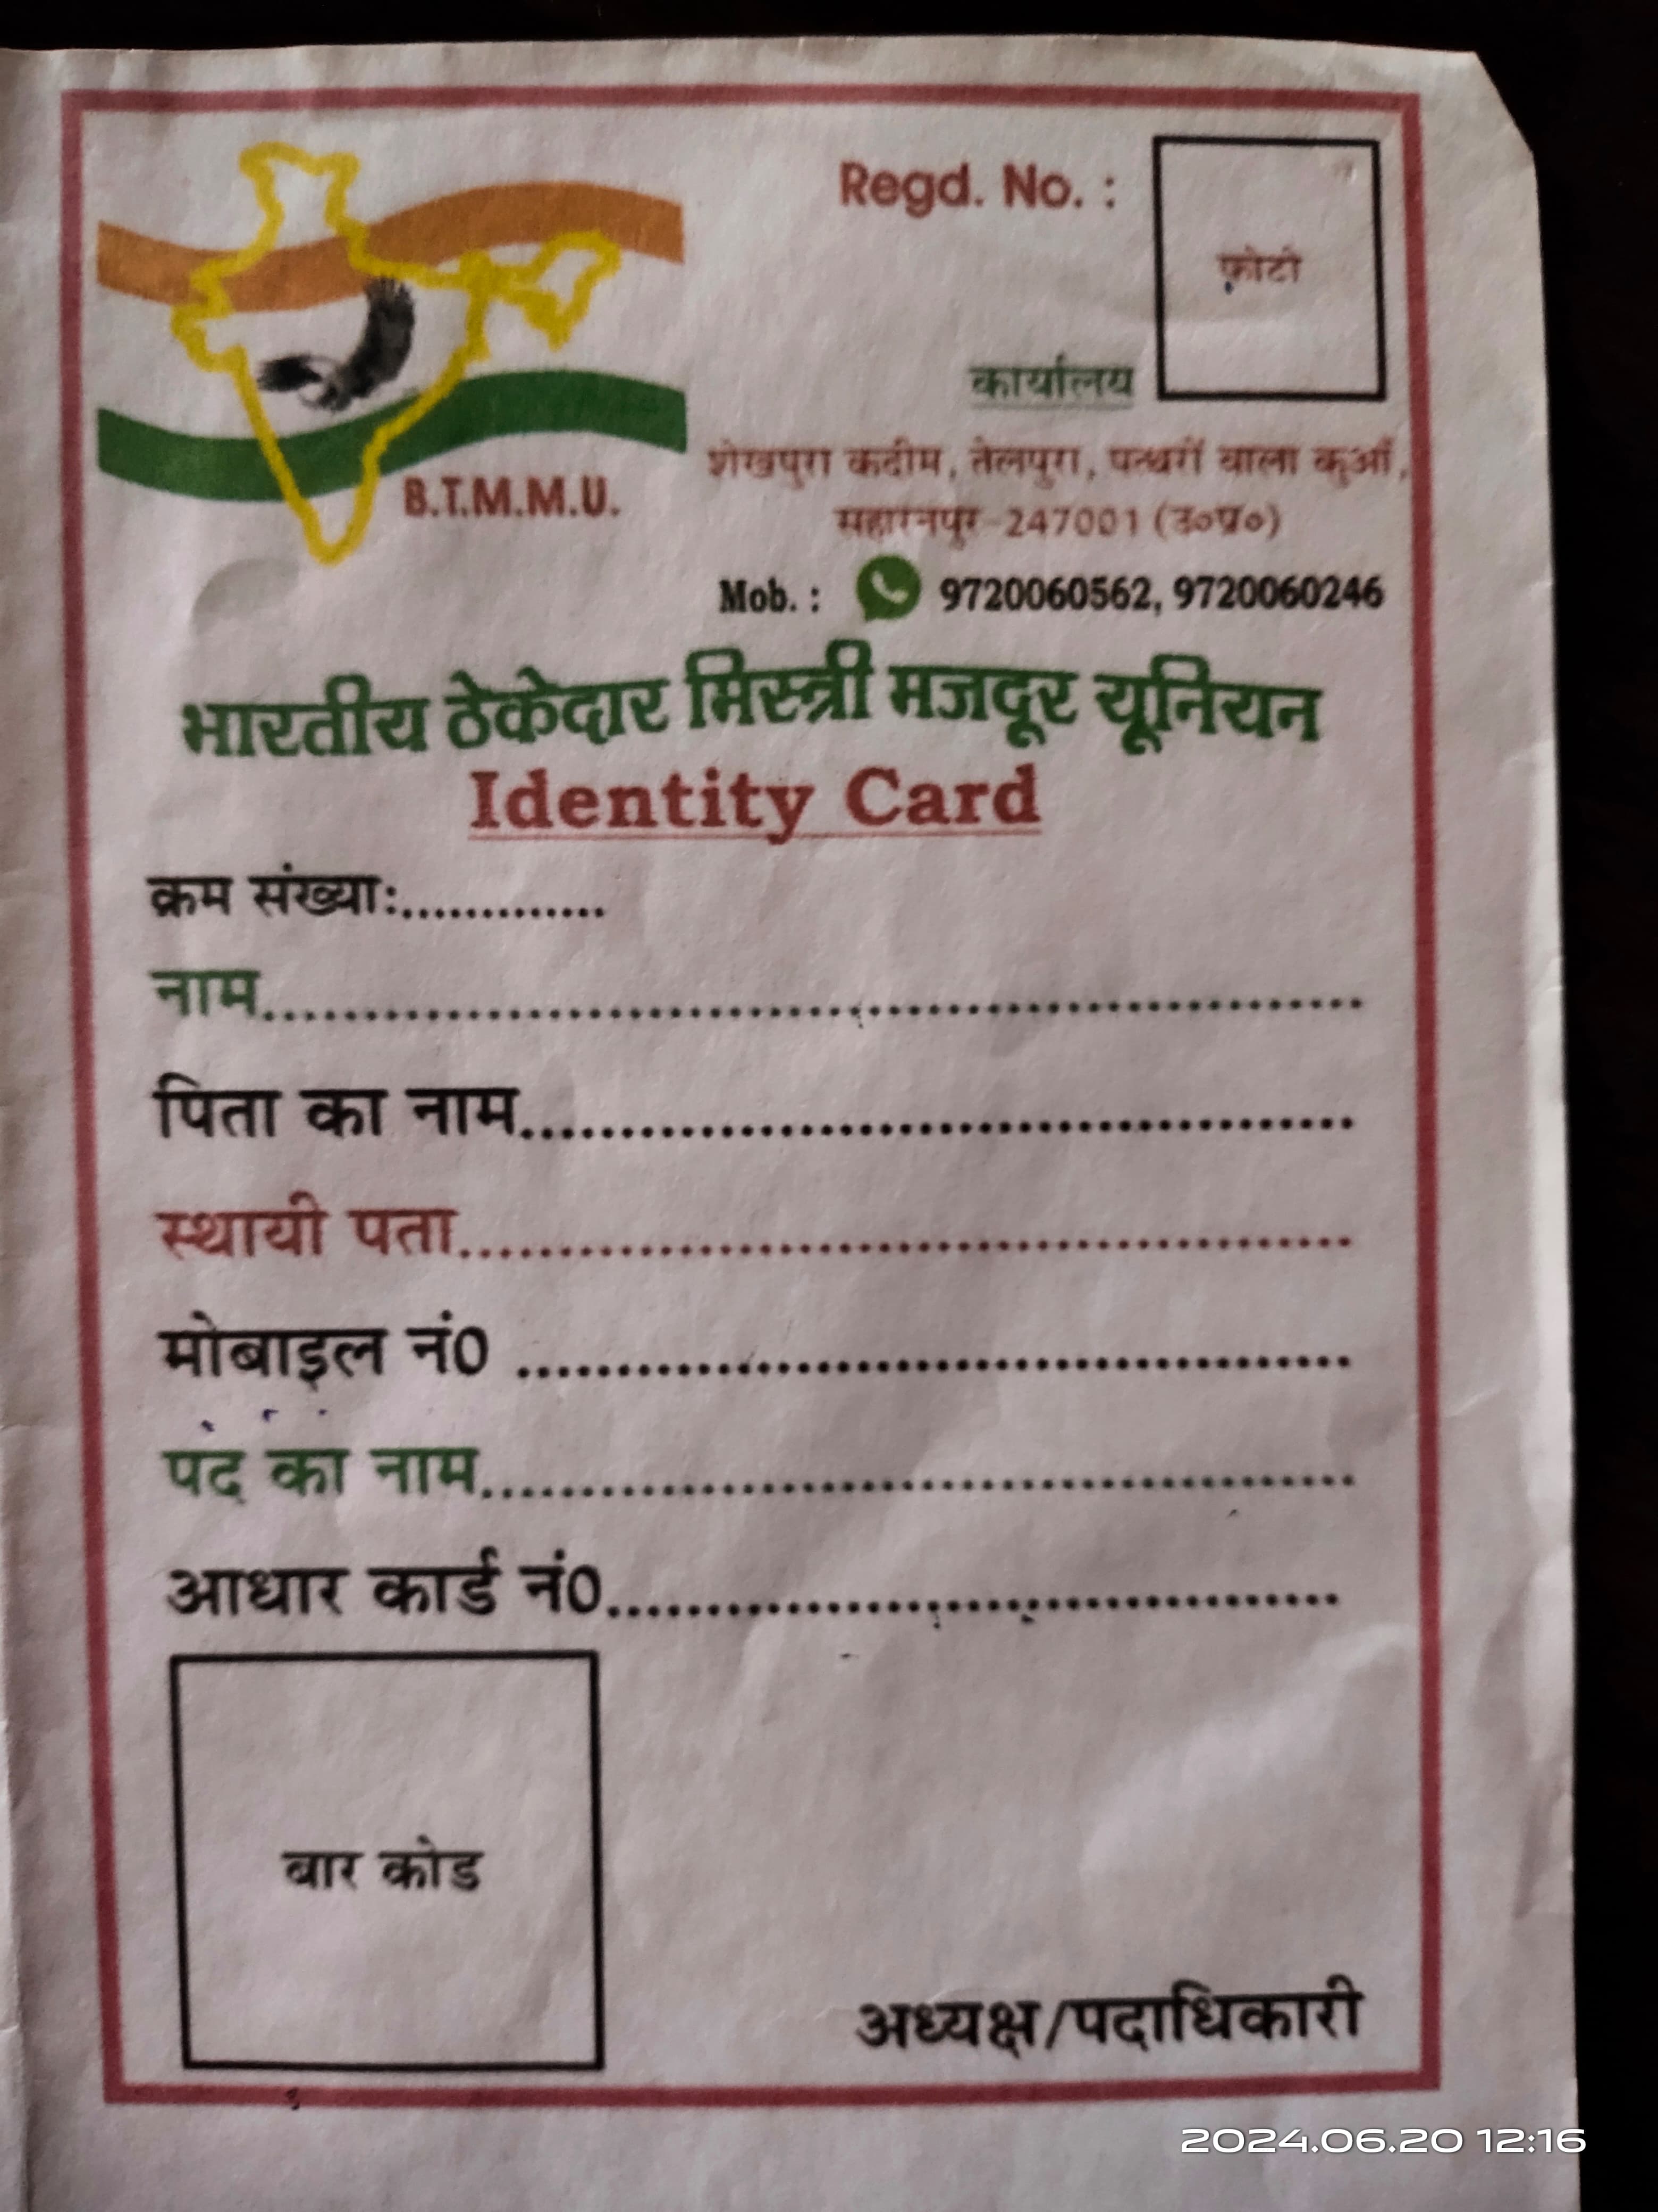 Regd. No. :
फोटो
कार्यालय
शेखपुरा कदीम, तेलपुरा, पत्थरों वाला कुआं,
सहारनपुर-247001 (उ०प्र०)
B.T.M.M.U.
Mob. : 9720060562, 9720060246
भारतीय ठेकेदार मिस्त्री मजदूर यूनियन
Identity Card
क्रम संख्या:..............
नाम.......................................................
पिता का नाम..........................................
स्थायी पता.............................................
मोबाइल नं0 ..........................................
पद का नाम............................................
आधार कार्ड नं0.....................................
बार कोड
अध्यक्ष/पदाधिकारी
2024.06.20 12:16